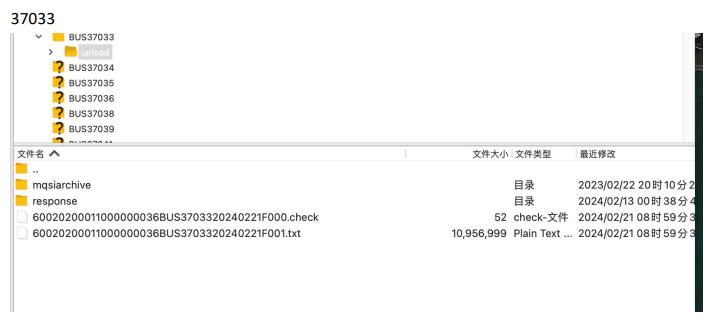 37033
BUS37033
upload
BUS37034
BUS37035
BUS37036
BUS37038
BUS37039
文件名 文件大小 文件类型 最近修改
..
mqsiarchive 目录 2023/02/22 20时10分2
response 目录 2024/02/13 00时38分4
60020200011000000036BUS3703320240221F000.check 52 check-文件 2024/02/21 08时59分3
60020200011000000036BUS3703320240221F001.txt 10,956,999 Plain Text ... 2024/02/21 08时59分3